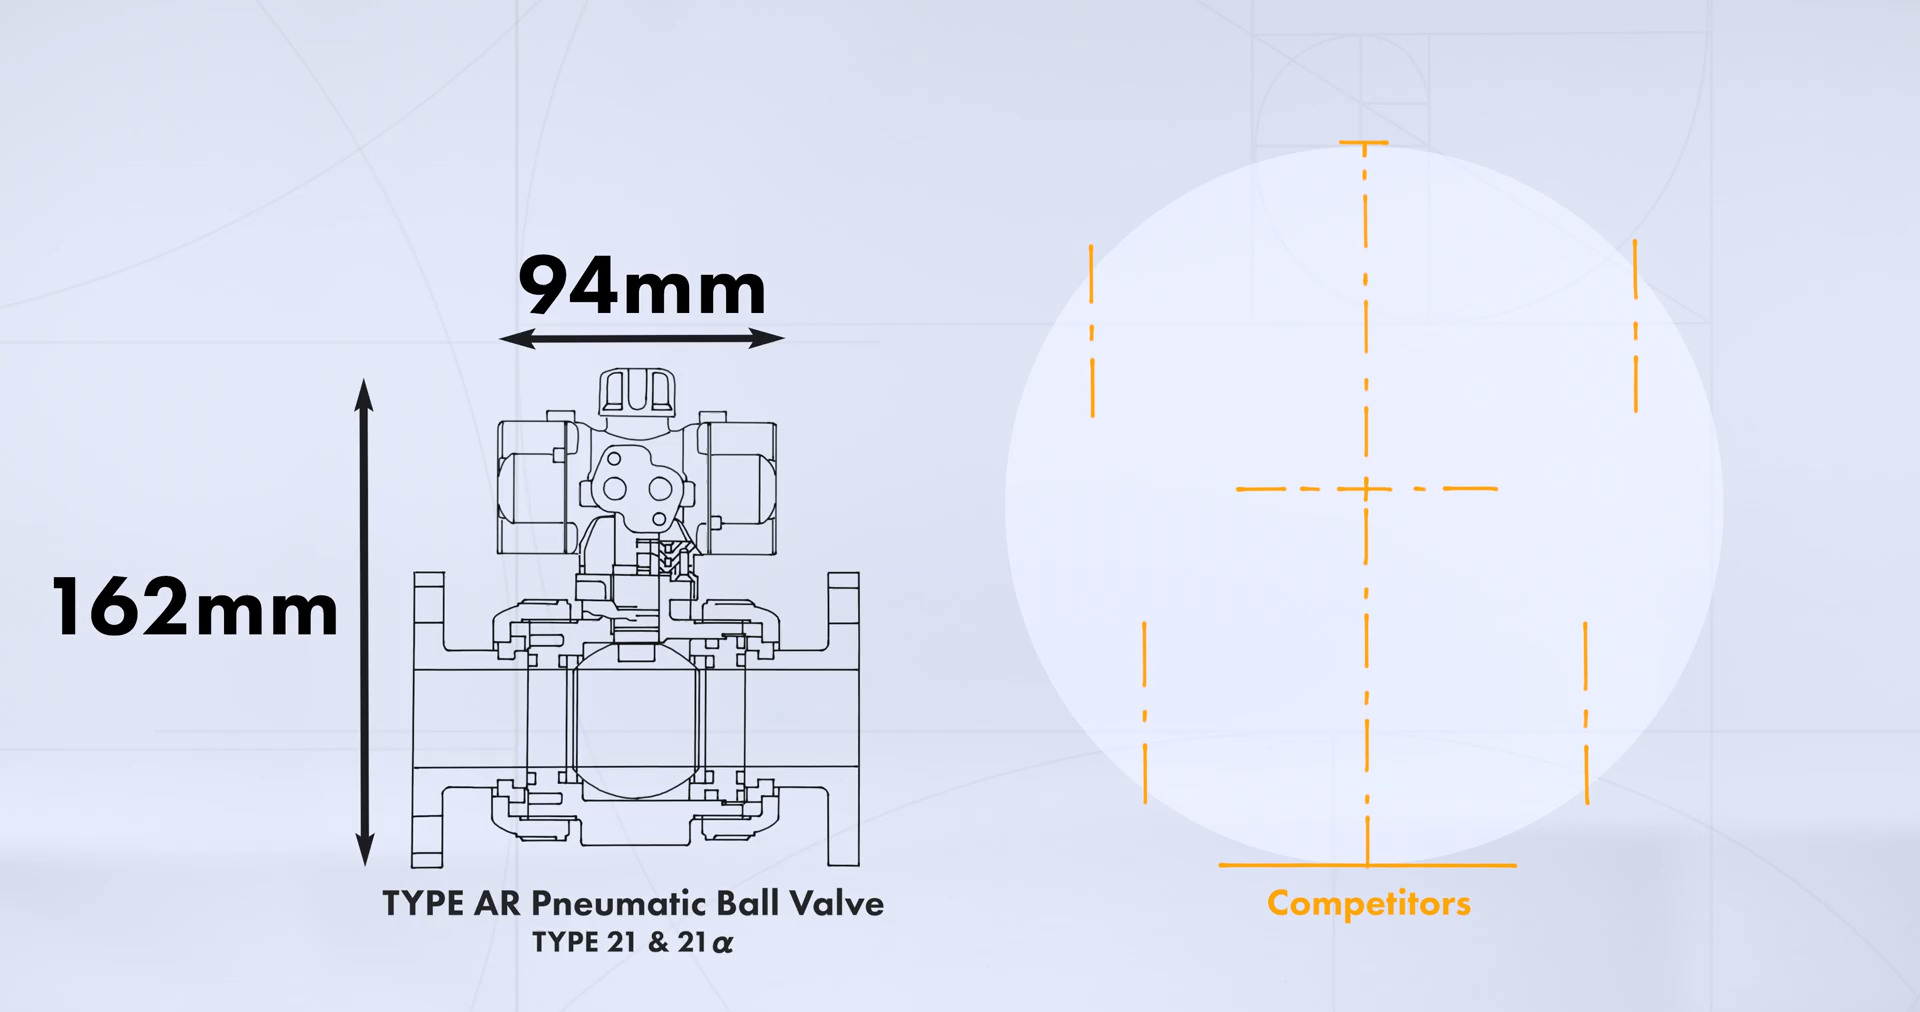 94mm
162mm
TYPE AR Pneumatic Ball Valve
TYPE 21 & 21α
Competitors